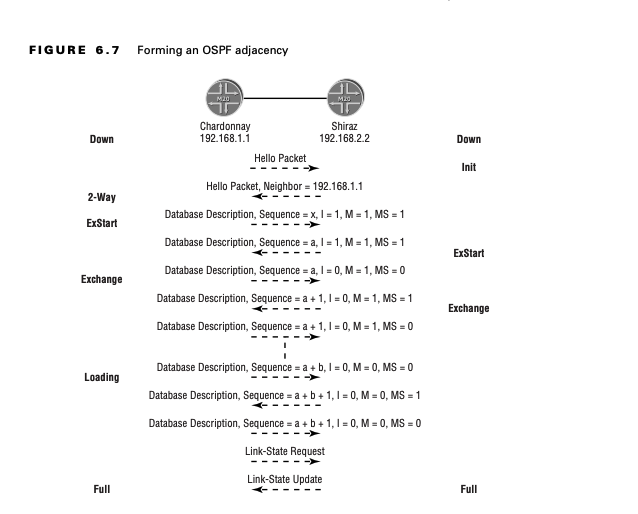 FIGURE 6.7 Forming an OSPF adjacency
M20 M20
Chardonnay Shiraz
192.168.1.1 192.168.2.2
Down Down
Hello Packet
Init
Hello Packet, Neighbor = 192.168.1.1
2-Way
Database Description, Sequence = x, I = 1, M = 1, MS = 1
ExStart
Database Description, Sequence = a, I = 1, M = 1, MS = 1
ExStart
Database Description, Sequence = a, I = 0, M = 1, MS = 0
Exchange
Database Description, Sequence = a + 1, I = 0, M = 1, MS = 1
Exchange
Database Description, Sequence = a + 1, I = 0, M = 1, MS = 0
Database Description, Sequence = a + b, I = 0, M = 0, MS = 0
Loading
Database Description, Sequence = a + b + 1, I = 0, M = 0, MS = 1
Database Description, Sequence = a + b + 1, I = 0, M = 0, MS = 0
Link-State Request
Link-State Update
Full Full